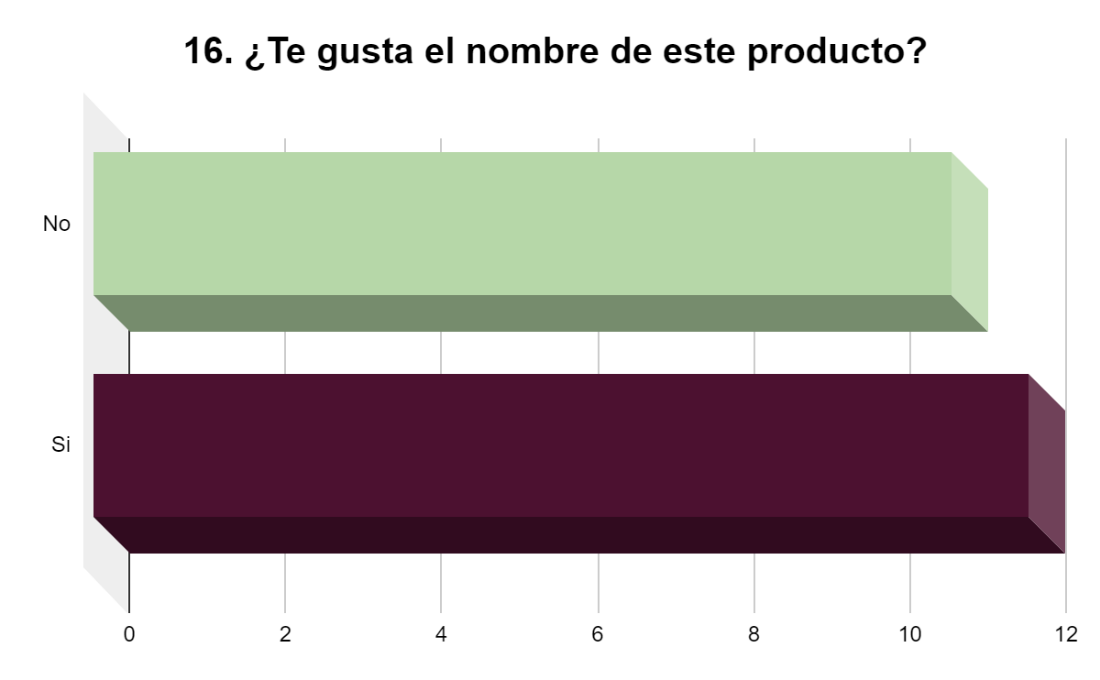 16. ¿Te gusta el nombre de este producto?
No
Si
0 2 4 6 8 10 12